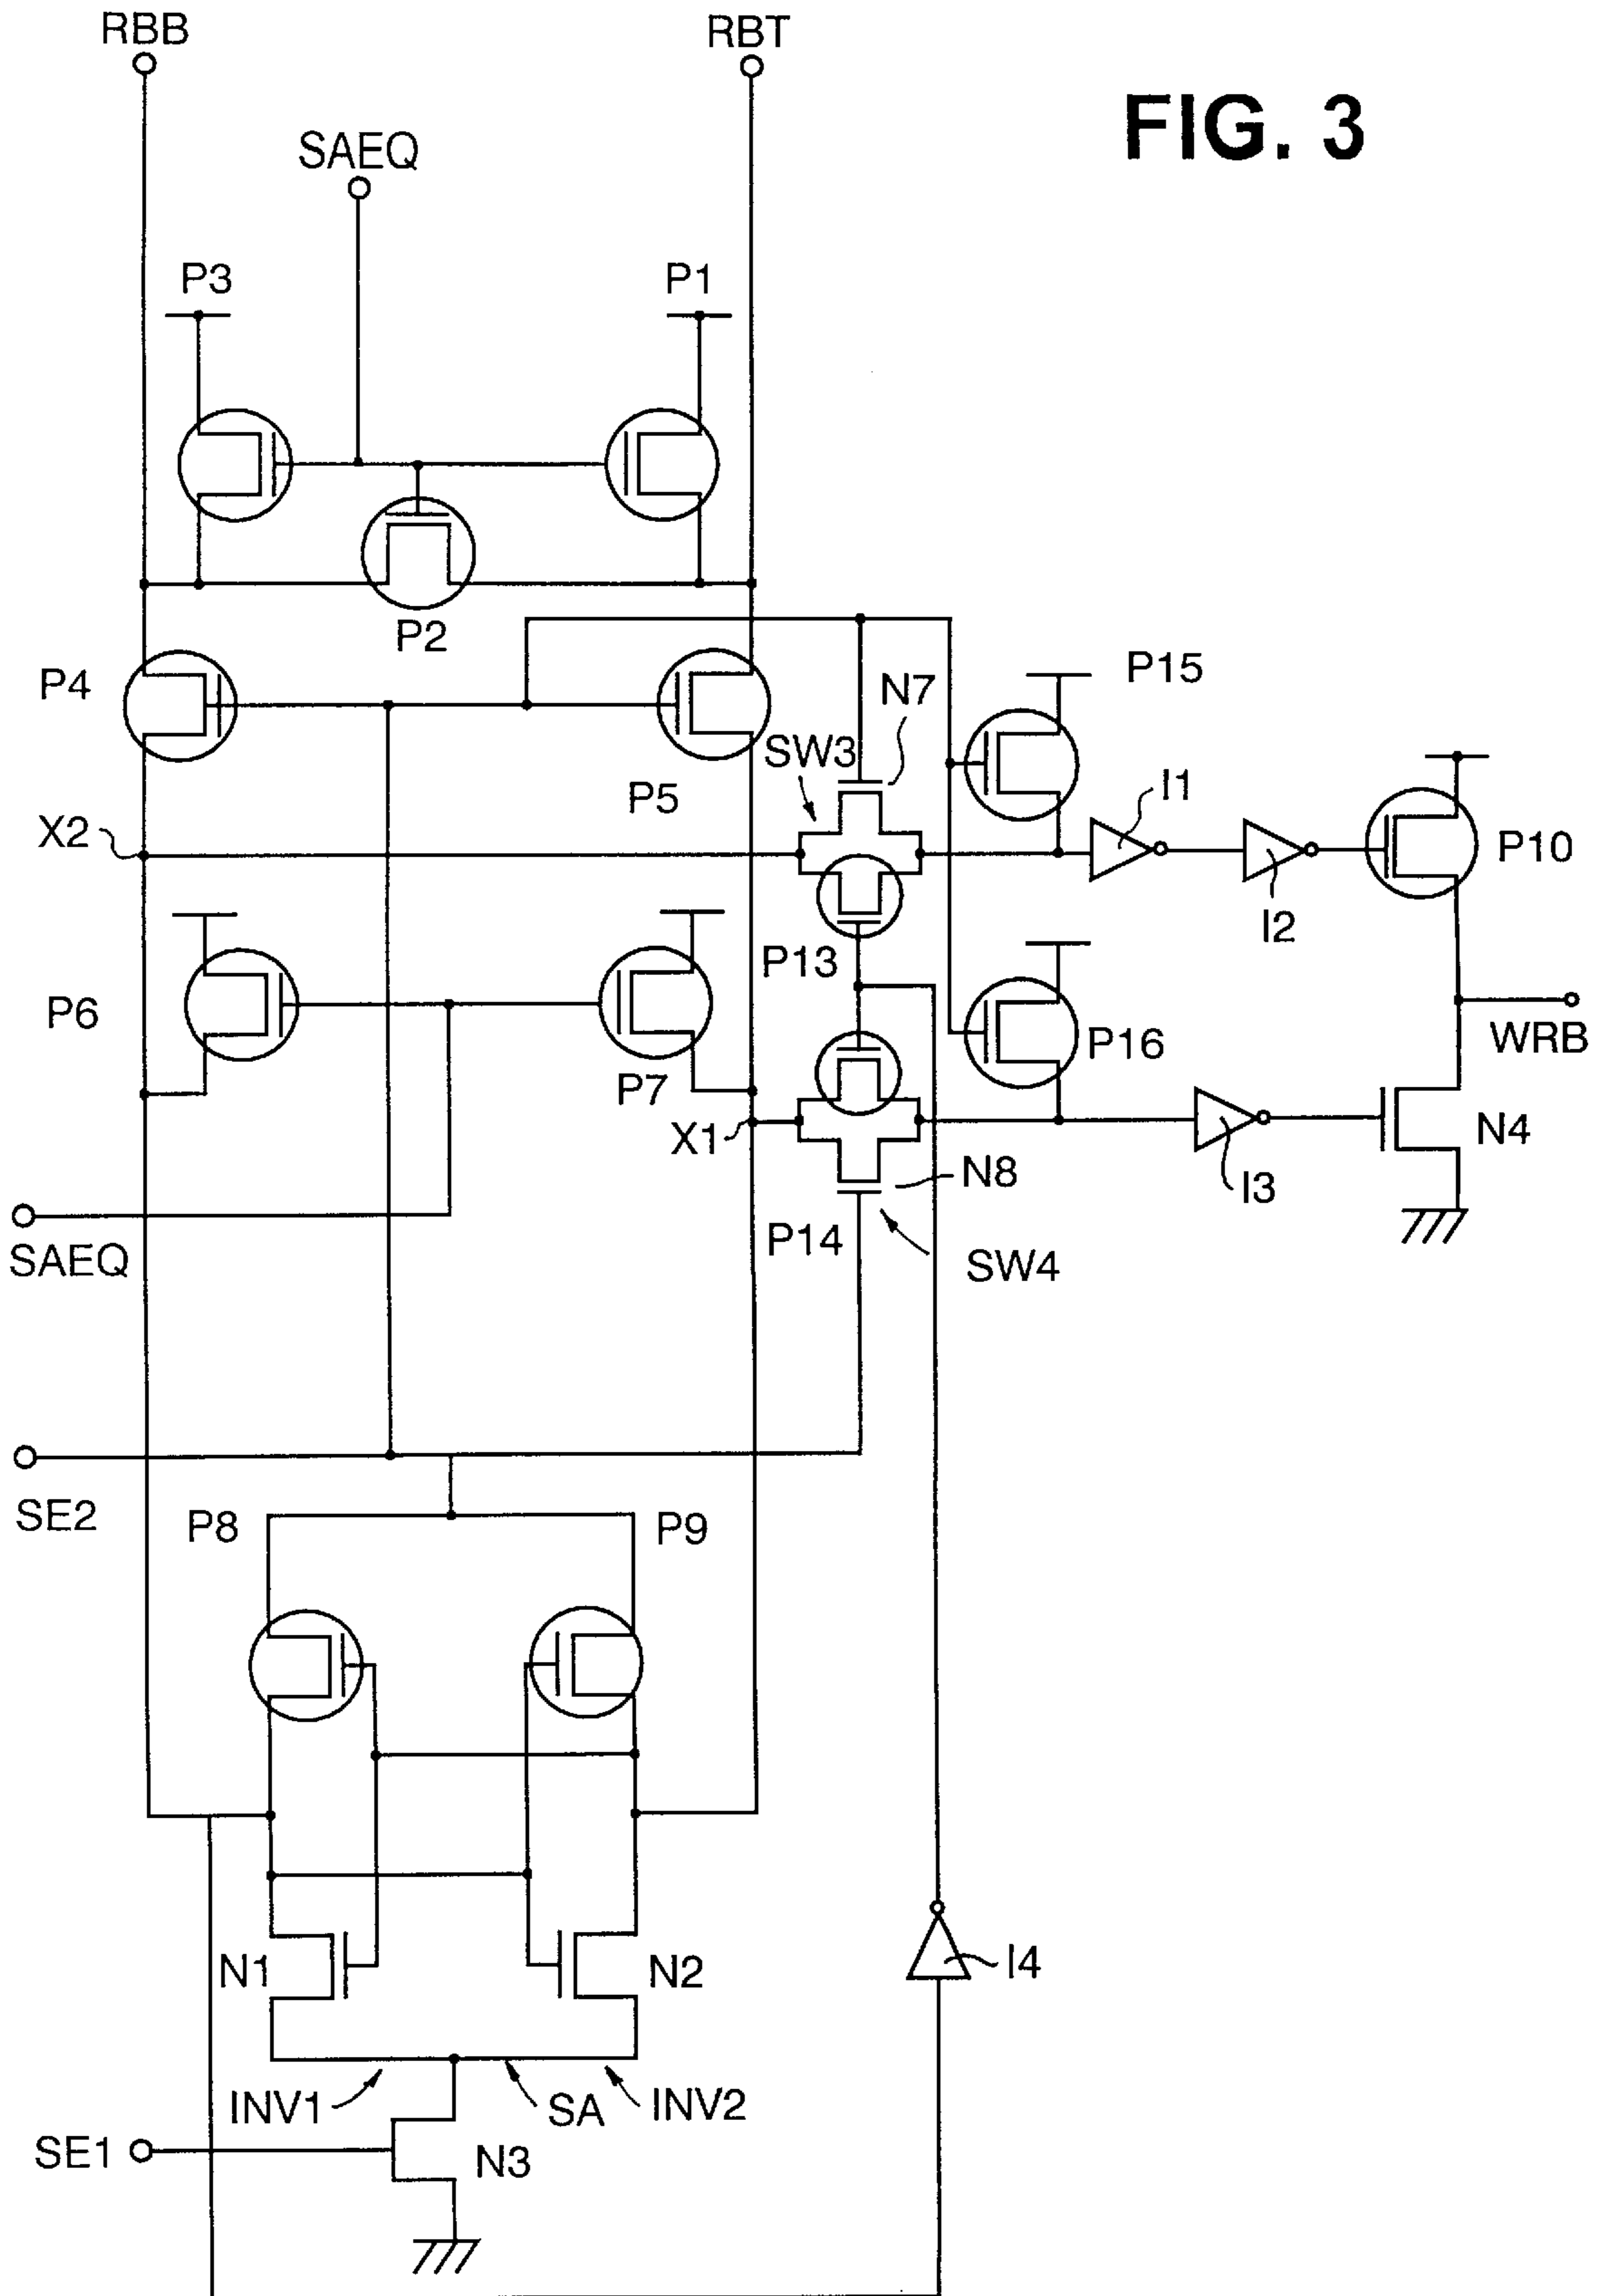 RBB
RBT
FIG. 3
SAEQ
P3
P1
P2
P4
P15
N7
SW3
P5
I1
X2
P10
I2
P13
P6
WRB
P16
P7
X1
N4
N8
I3
P14
SAEQ
SW4
SE2
P8
P9
N1
N2
I4
INV1
SA
INV2
SE1
N3